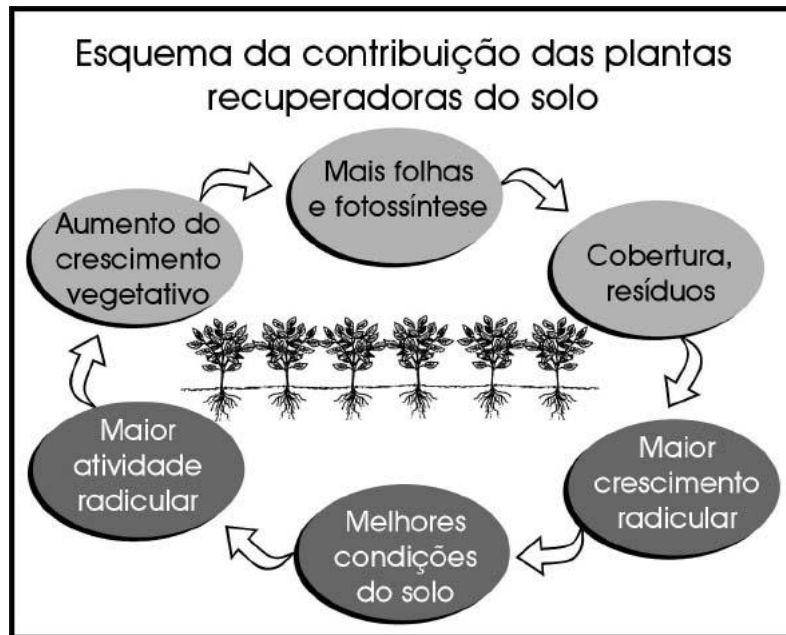 Esquema da contribuição das plantas
recuperadoras do solo
Mais folhas
e fotossíntese
Cobertura,
resíduos
Maior
crescimento
radicular
Melhores
condições
do solo
Maior
atividade
radicular
Aumento do
crescimento
vegetativo